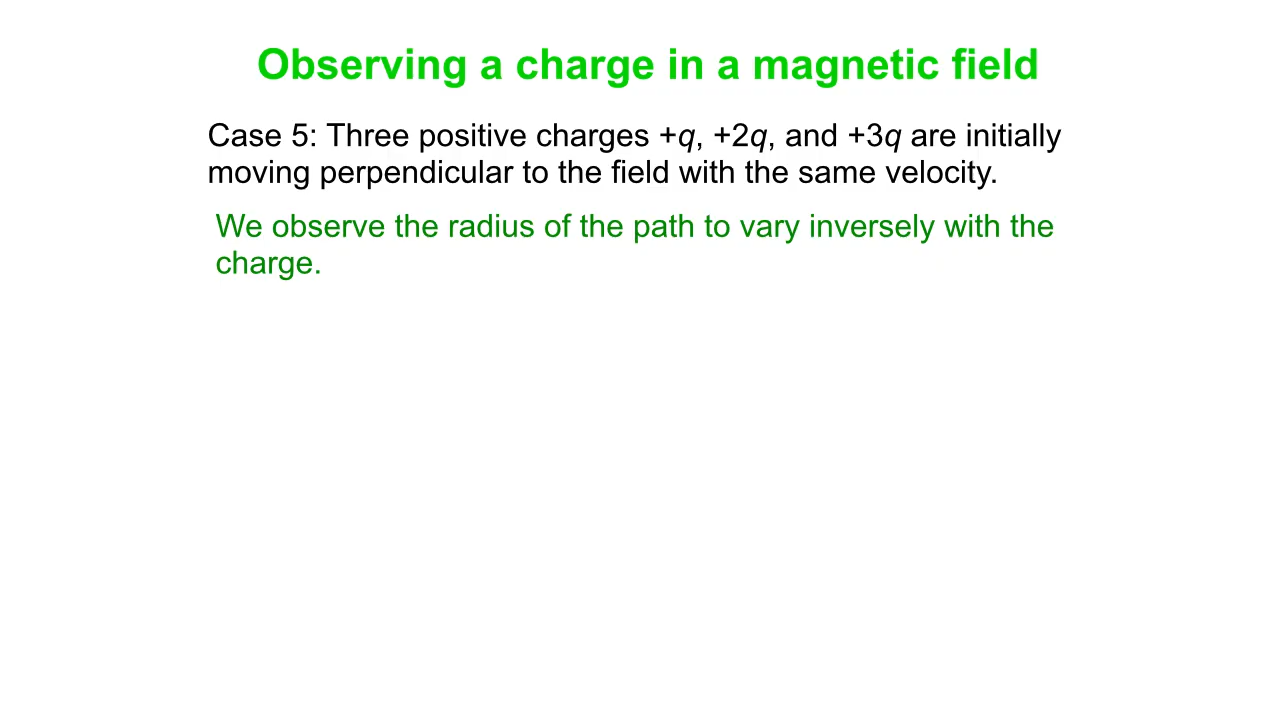 Observing a charge in a magnetic field
Case 5: Three positive charges +q, +2q, and +3q are initially
moving perpendicular to the field with the same velocity.
We observe the radius of the path to vary inversely with the
charge.